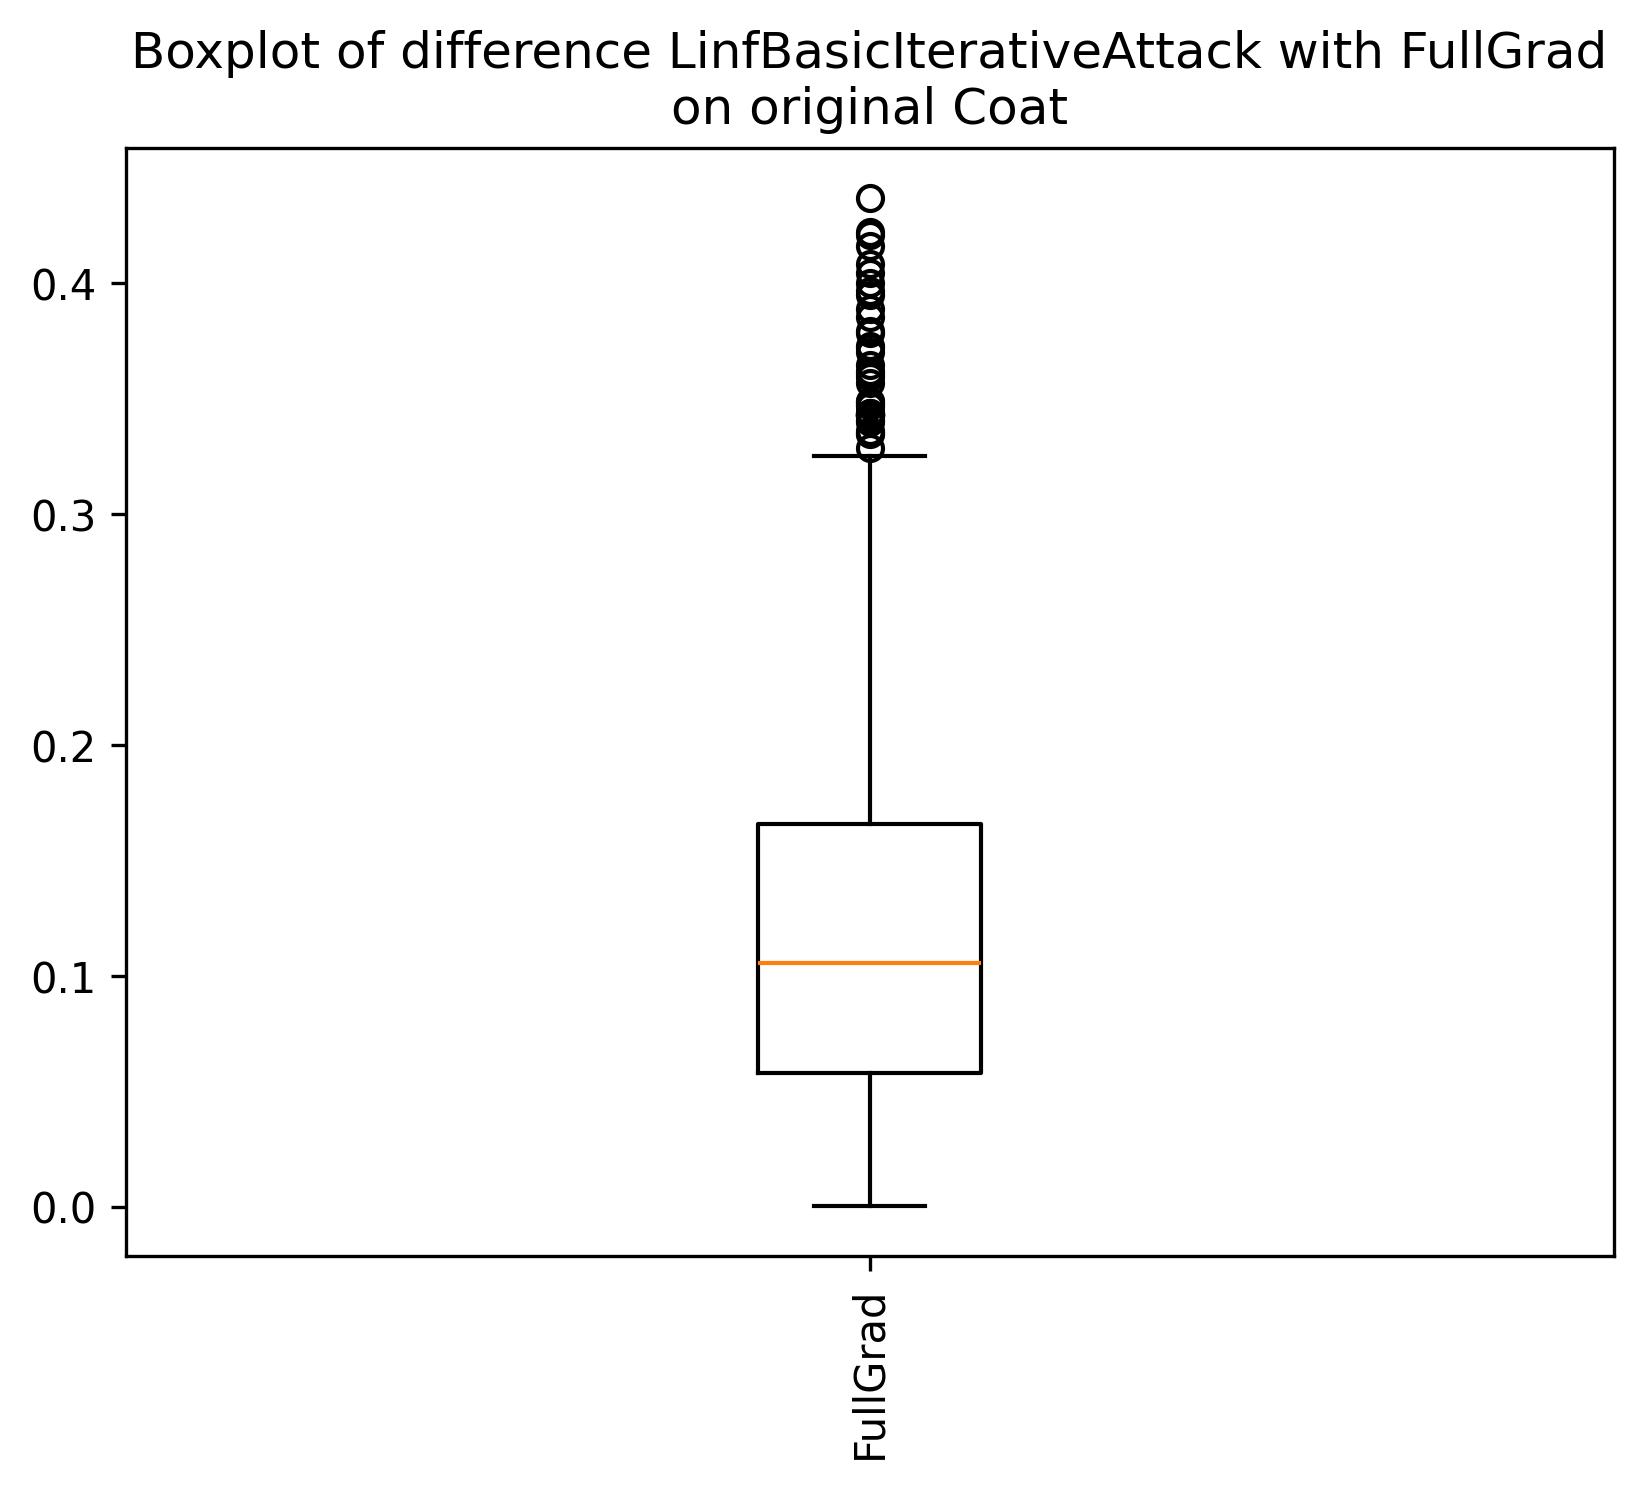 Boxplot of difference LinfBasicIterativeAttack with FullGrad
on original Coat
0.4
0.3
0.2
0.1
0.0
FullGrad